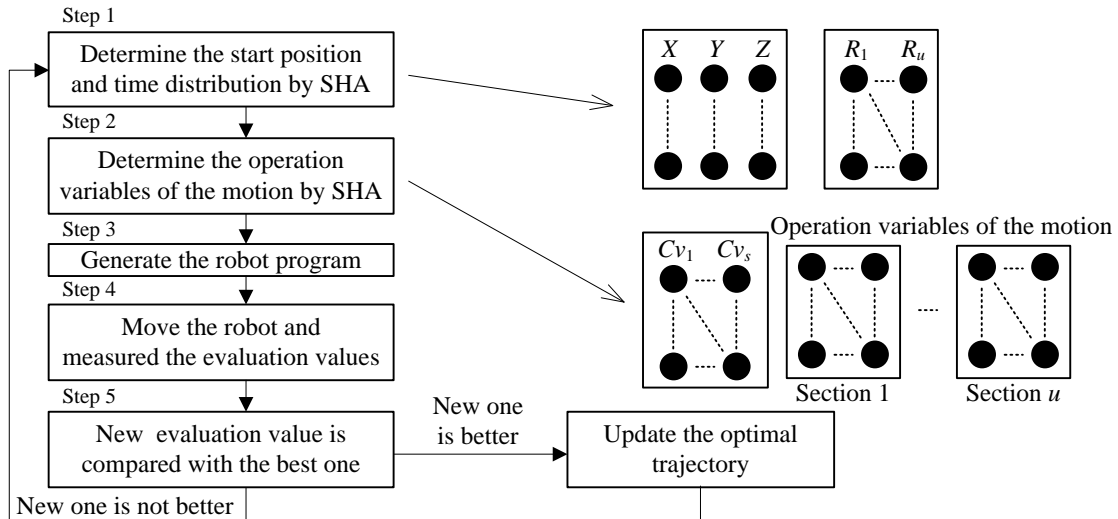 Step 1
Determine the start position
and time distribution by SHA
Step 2
Determine the operation
variables of the motion by SHA
Step 3
Generate the robot program
Step 4
Move the robot and
measured the evaluation values
Step 5
New evaluation value is
compared with the best one
New one is not better
New one
is better
Update the optimal
trajectory
X Y Z
R1 Ru
Operation variables of the motion
Cv1 Cvs
Section 1
Section u